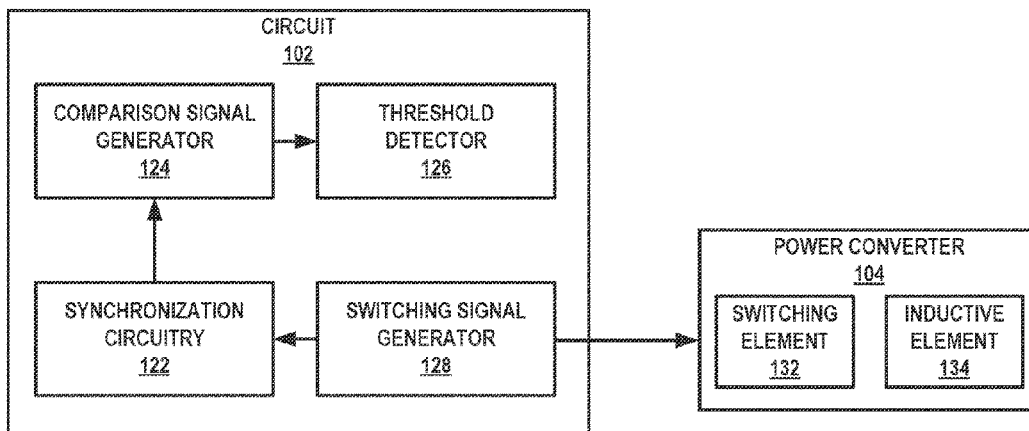 CIRCUIT
102
COMPARISON SIGNAL
GENERATOR
124
THRESHOLD
DETECTOR
126
SYNCHRONIZATION
CIRCUITRY
122
SWITCHING SIGNAL
GENERATOR
128
POWER CONVERTER
104
SWITCHING
ELEMENT
132
INDUCTIVE
ELEMENT
134